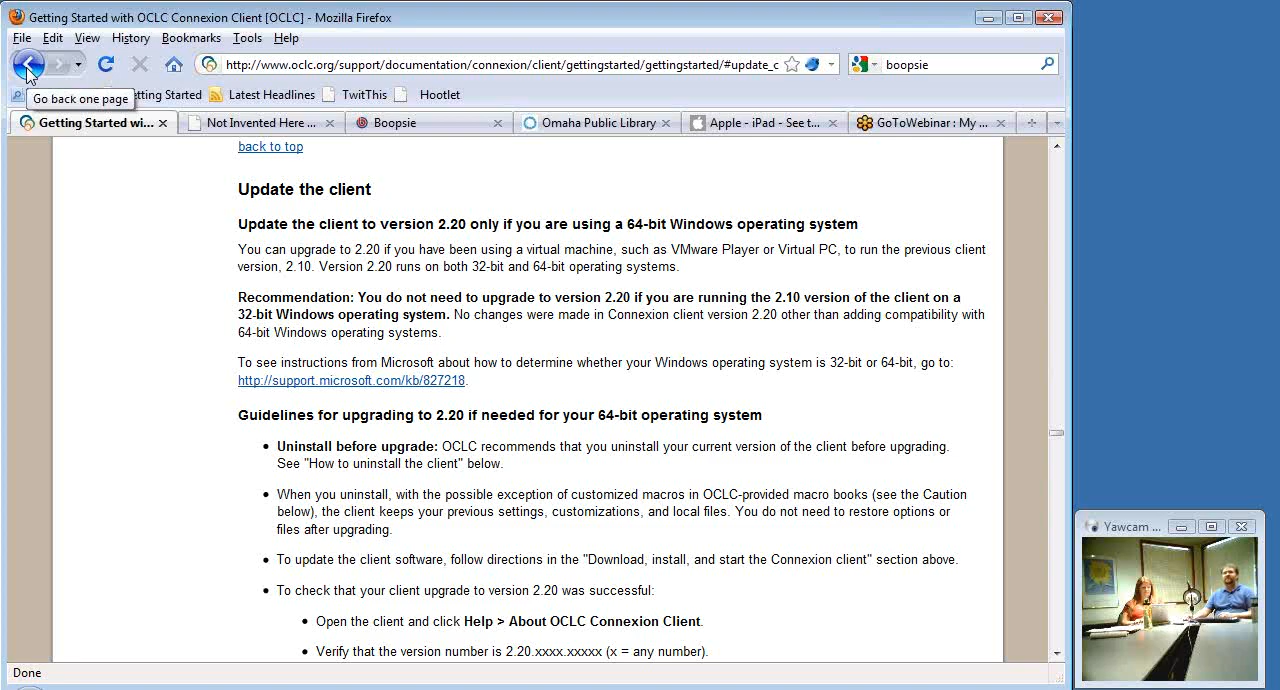 Getting Started with OCLC Connexion Client [OCLC] - Mozilla Firefox
File Edit View History Bookmarks Tools Help
http://www.oclc.org/support/documentation/connexion/client/gettingstarted/gettingstarted/#update_c
boopsie
Go back one page
etting Started Latest Headlines TwitThis Hootlet
Getting Started wi... Not Invented Here ... Boopsie Omaha Public Library Apple - iPad - See t... GoToWebinar : My ...
back to top
Update the client
Update the client to version 2.20 only if you are using a 64-bit Windows operating system
You can upgrade to 2.20 if you have been using a virtual machine, such as VMware Player or Virtual PC, to run the previous client
version, 2.10. Version 2.20 runs on both 32-bit and 64-bit operating systems.
Recommendation: You do not need to upgrade to version 2.20 if you are running the 2.10 version of the client on a
32-bit Windows operating system. No changes were made in Connexion client version 2.20 other than adding compatibility with
64-bit Windows operating systems.
To see instructions from Microsoft about how to determine whether your Windows operating system is 32-bit or 64-bit, go to:
http://support.microsoft.com/kb/827218.
Guidelines for upgrading to 2.20 if needed for your 64-bit operating system
• Uninstall before upgrade: OCLC recommends that you uninstall your current version of the client before upgrading.
See "How to uninstall the client" below.
• When you uninstall, with the possible exception of customized macros in OCLC-provided macro books (see the Caution
below), the client keeps your previous settings, customizations, and local files. You do not need to restore options or
files after upgrading.
• To update the client software, follow directions in the "Download, install, and start the Connexion client" section above.
• To check that your client upgrade to version 2.20 was successful:
• Open the client and click Help > About OCLC Connexion Client.
• Verify that the version number is 2.20.xxxx.xxxxx (x = any number).
Done
Yawcam ...